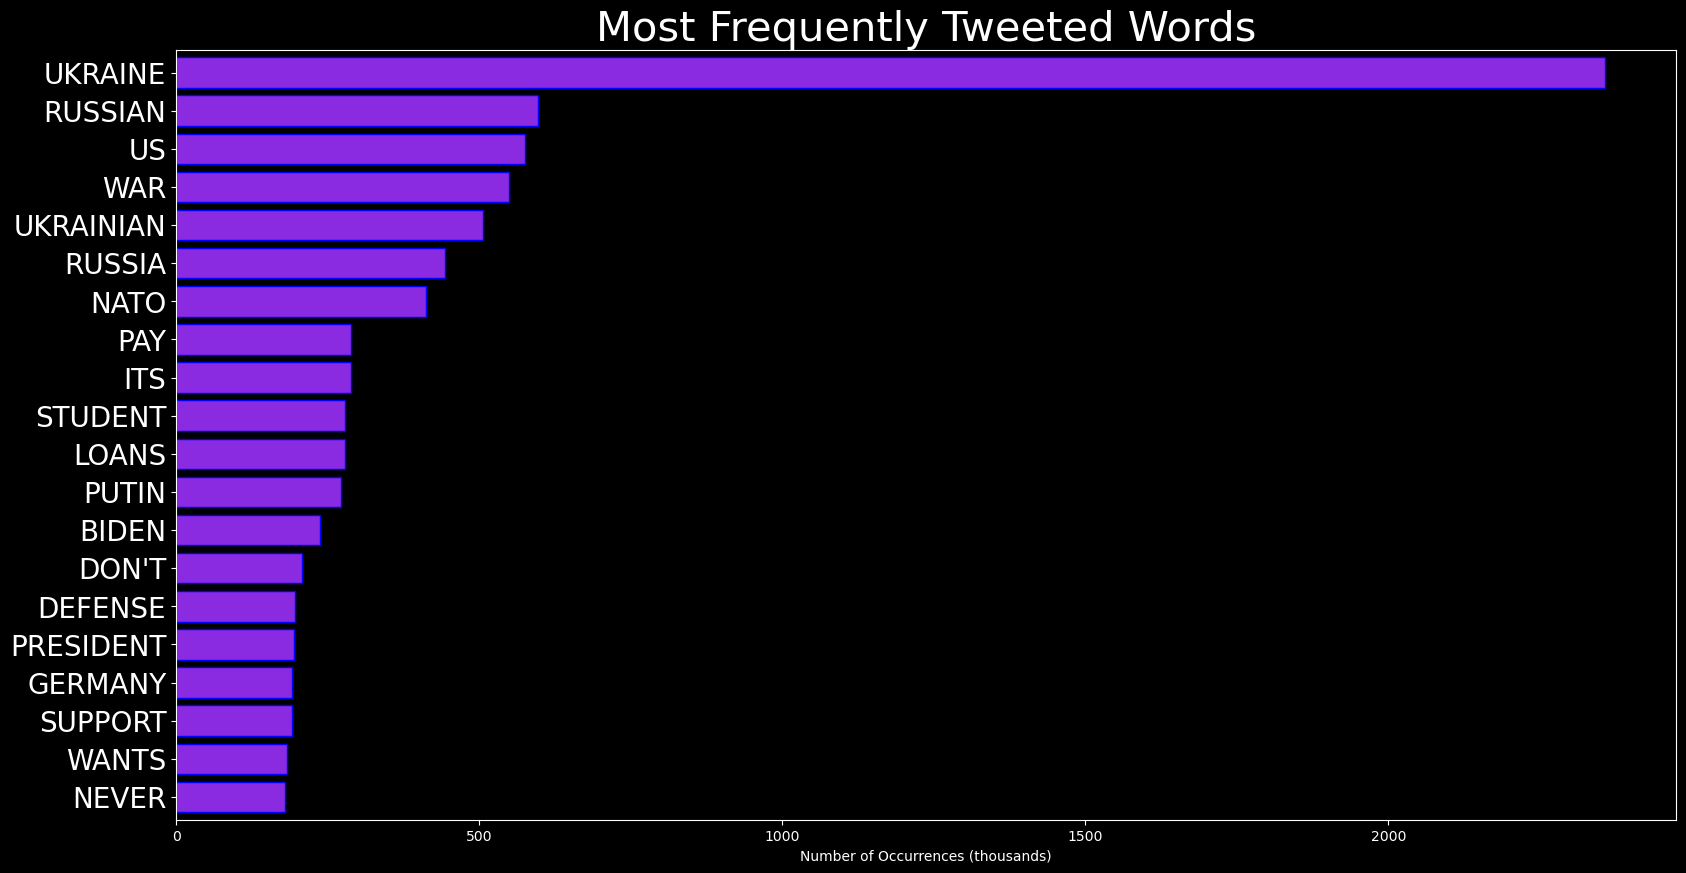 Most Frequently Tweeted Words
UKRAINE
RUSSIAN
US
WAR
UKRAINIAN
RUSSIA
NATO
PAY
ITS
STUDENT
LOANS
PUTIN
BIDEN
DON'T
DEFENSE
PRESIDENT
GERMANY
SUPPORT
WANTS
NEVER
0 500 1000 1500 2000
Number of Occurrences (thousands)